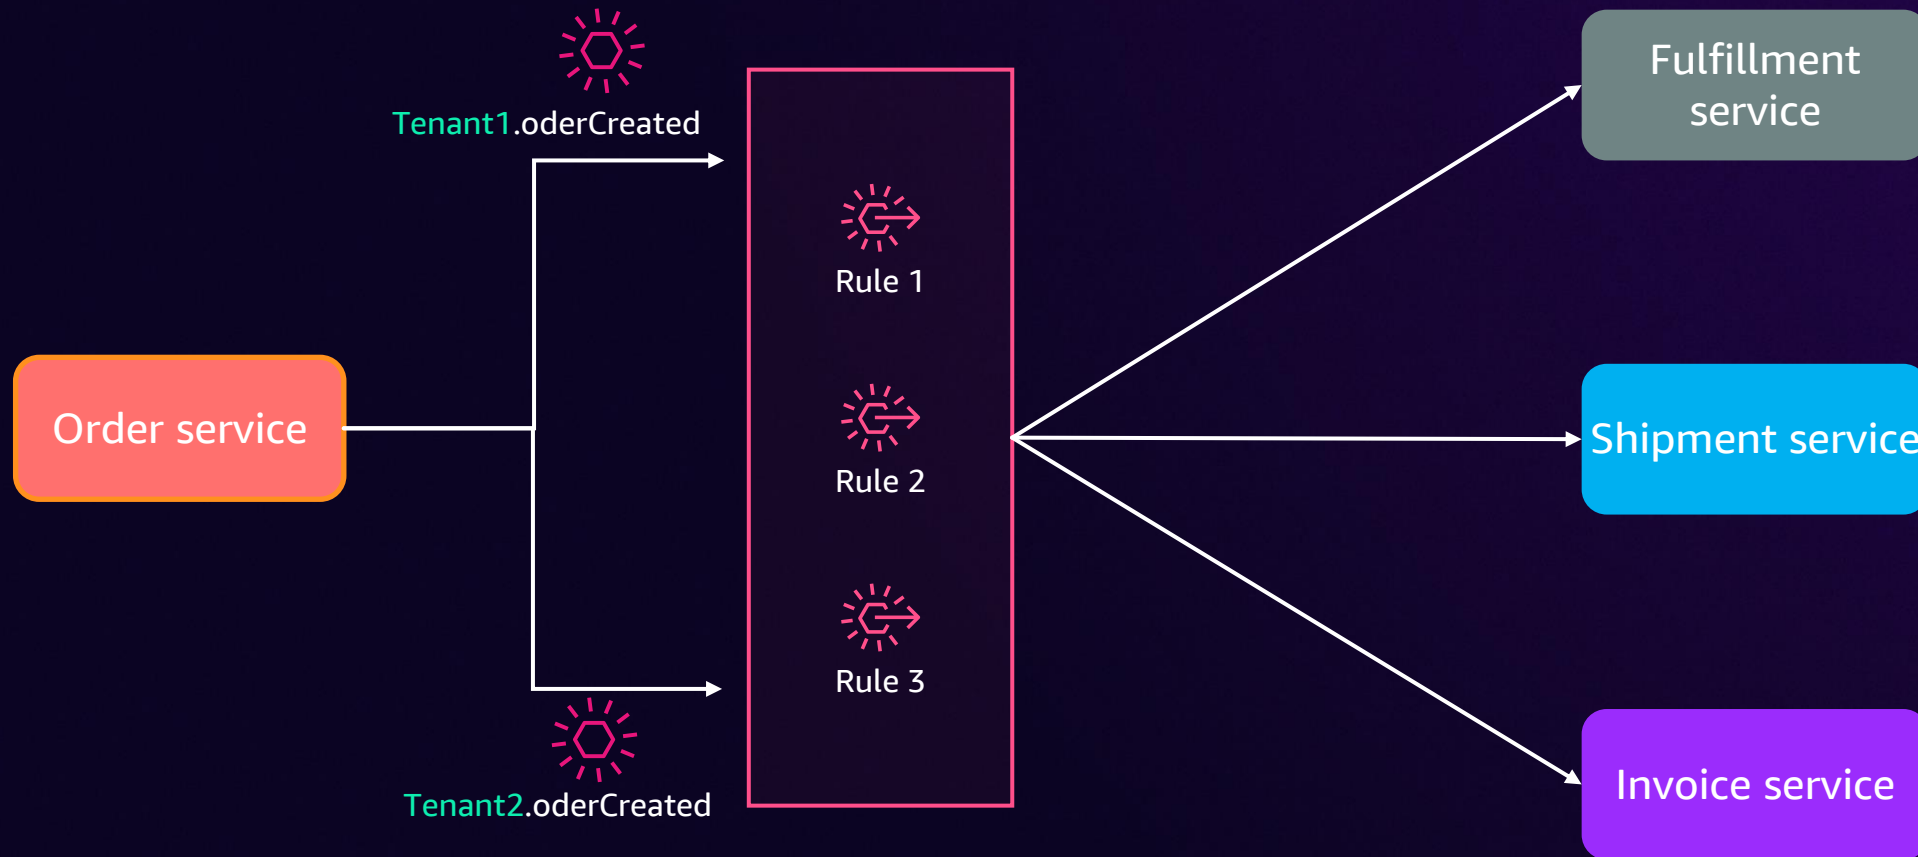 Tenant1.oderCreated
Order service
Tenant2.oderCreated
Rule 1
Rule 2
Rule 3
Fulfillment
service
Shipment service
Invoice service